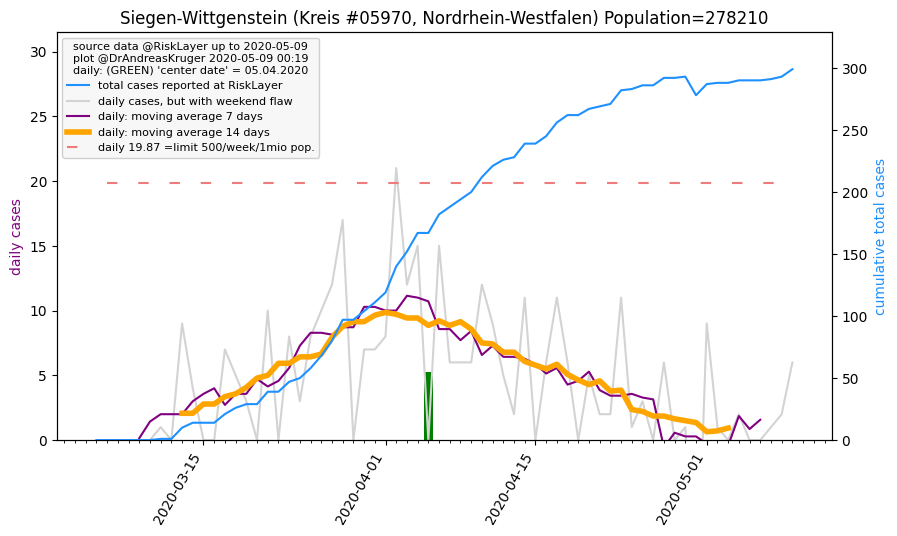 Siegen-Wittgenstein (Kreis #05970, Nordrhein-Westfalen) Population=278210
source data @RiskLayer up to 2020-05-09
plot @DrAndreasKruger 2020-05-09 00:19
daily: (GREEN) 'center date' = 05.04.2020
total cases reported at RiskLayer
daily cases, but with weekend flaw
daily: moving average 7 days
daily: moving average 14 days
daily 19.87 =limit 500/week/1mio pop.
daily cases
30
25
20
15
10
5
0
cumulative total cases
300
250
200
150
100
50
0
2020-03-15
2020-04-01
2020-04-15
2020-05-01